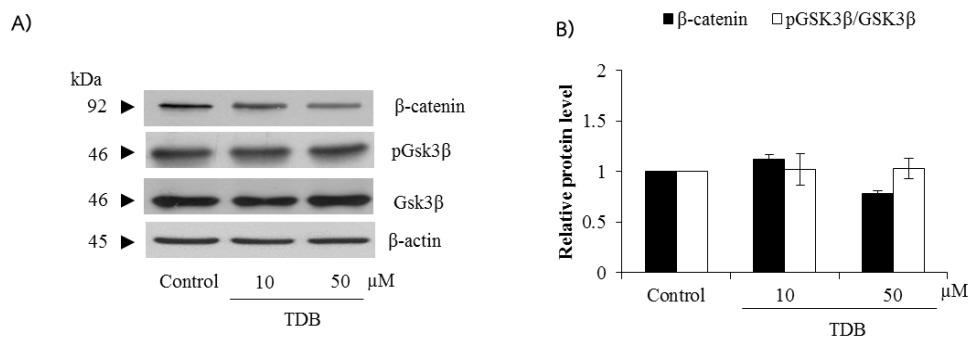 A)
kDa
92 β-catenin
46 pGsk3β
46 Gsk3β
45 β-actin
Control 10 50 µM
TDB
B)
β-catenin pGSK3β/GSK3β
Relative protein level
2
1.5
1
0.5
0
Control 10 50 µM
TDB